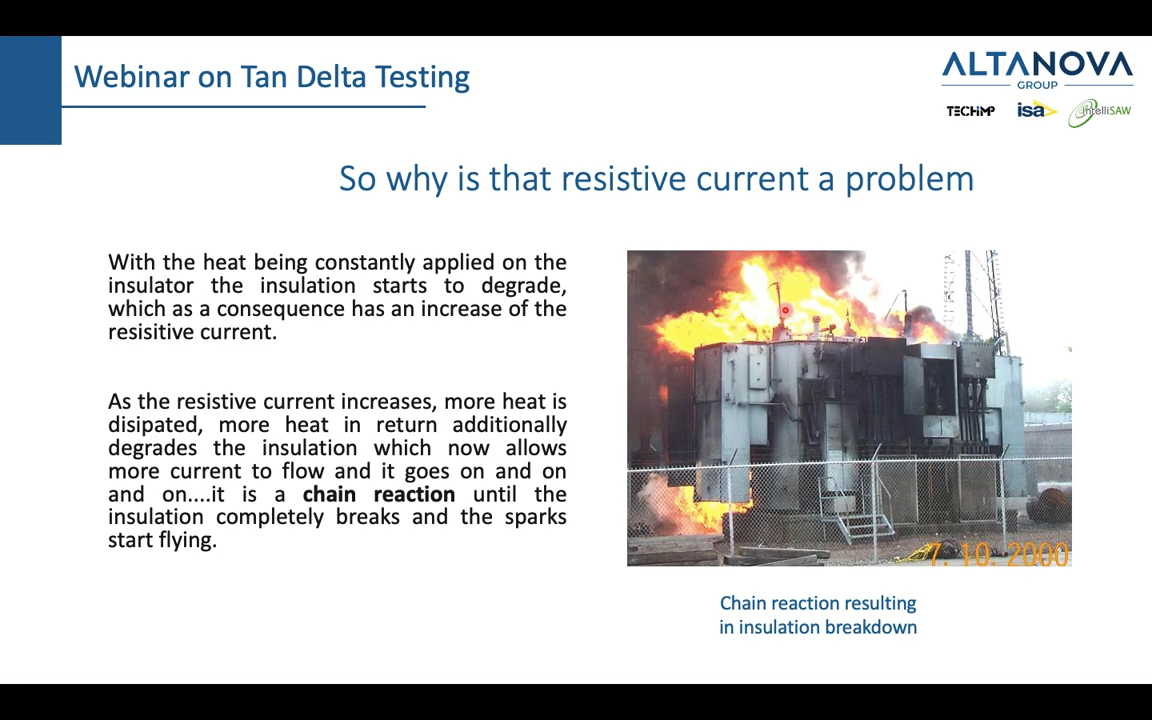 Webinar on Tan Delta Testing
ALTANOVA
GROUP
TECHIMP
isa
intelliSAW
So why is that resistive current a problem
With the heat being constantly applied on the
insulator the insulation starts to degrade,
which as a consequence has an increase of the
resisitive current.
As the resistive current increases, more heat is
disipated, more heat in return additionally
degrades the insulation which now allows
more current to flow and it goes on and on
and on....it is a chain reaction until the
insulation completely breaks and the sparks
start flying.
7. 10. 2000
Chain reaction resulting
in insulation breakdown